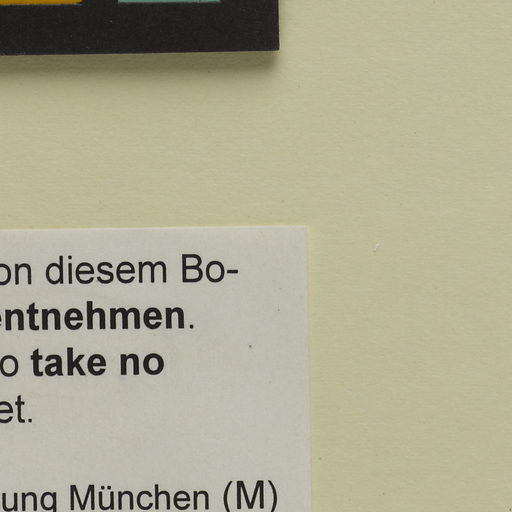 on diesem Bo-
entnehmen.
o take no
et.
ung München (M)